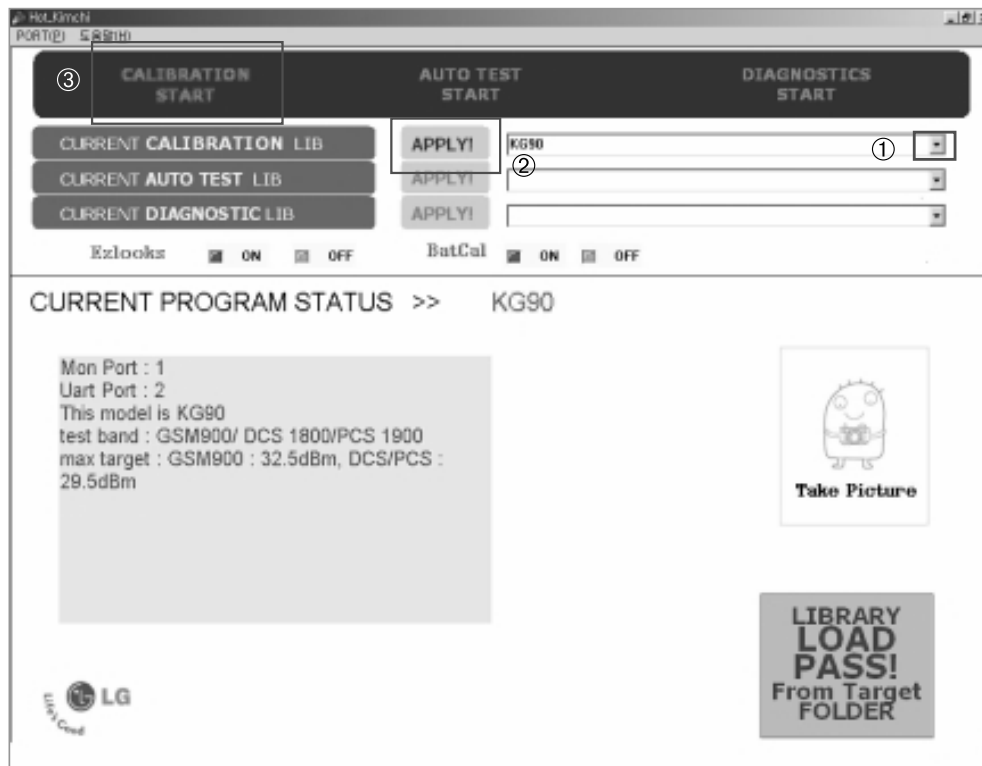 Hot_Kimchi
PORT(P) 도움말(H)
③ CALIBRATION START
AUTO TEST START
DIAGNOSTICS START
CURRENT CALIBRATION LIB APPLY! KG90 ①
②
CURRENT AUTO TEST LIB APPLY!
CURRENT DIAGNOSTIC LIB APPLY!
Ezlooks ON OFF BatCal ON OFF
CURRENT PROGRAM STATUS >> KG90
Mon Port : 1
Uart Port : 2
This model is KG90
test band : GSM900/ DCS 1800/PCS 1900
max target : GSM900 : 32.5dBm, DCS/PCS :
29.5dBm
Take Picture
LIBRARY
LOAD
PASS!
From Target
FOLDER
LG
Life's Good